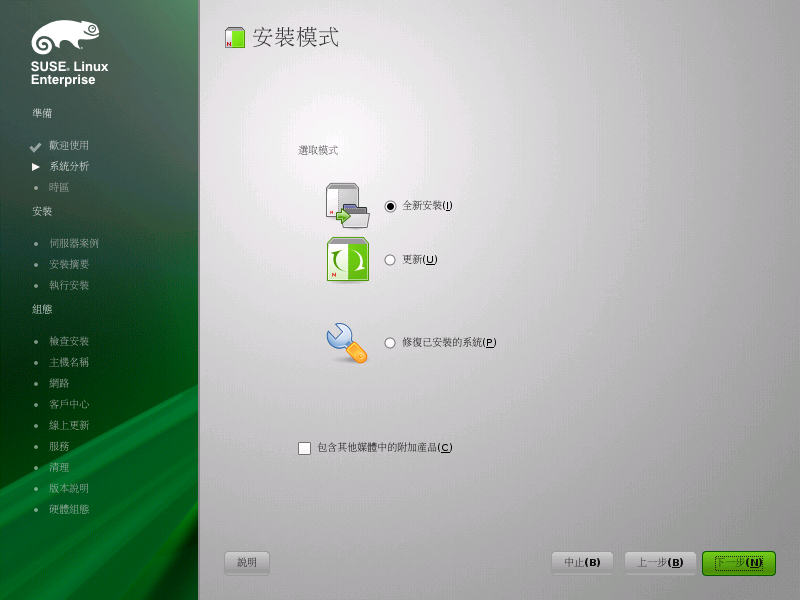 SUSE. Linux
Enterprise
準備
歡迎使用
系統分析
時區
安裝
伺服器案例
安裝摘要
執行安裝
組態
檢查安裝
主機名稱
網路
客戶中心
線上更新
服務
清理
版本說明
硬體組態
安裝模式
選取模式
全新安裝(I)
更新(U)
修復已安裝的系統(P)
包含其他媒體中的附加產品(C)
說明
中止(B)
上一步(B)
下一步(N)